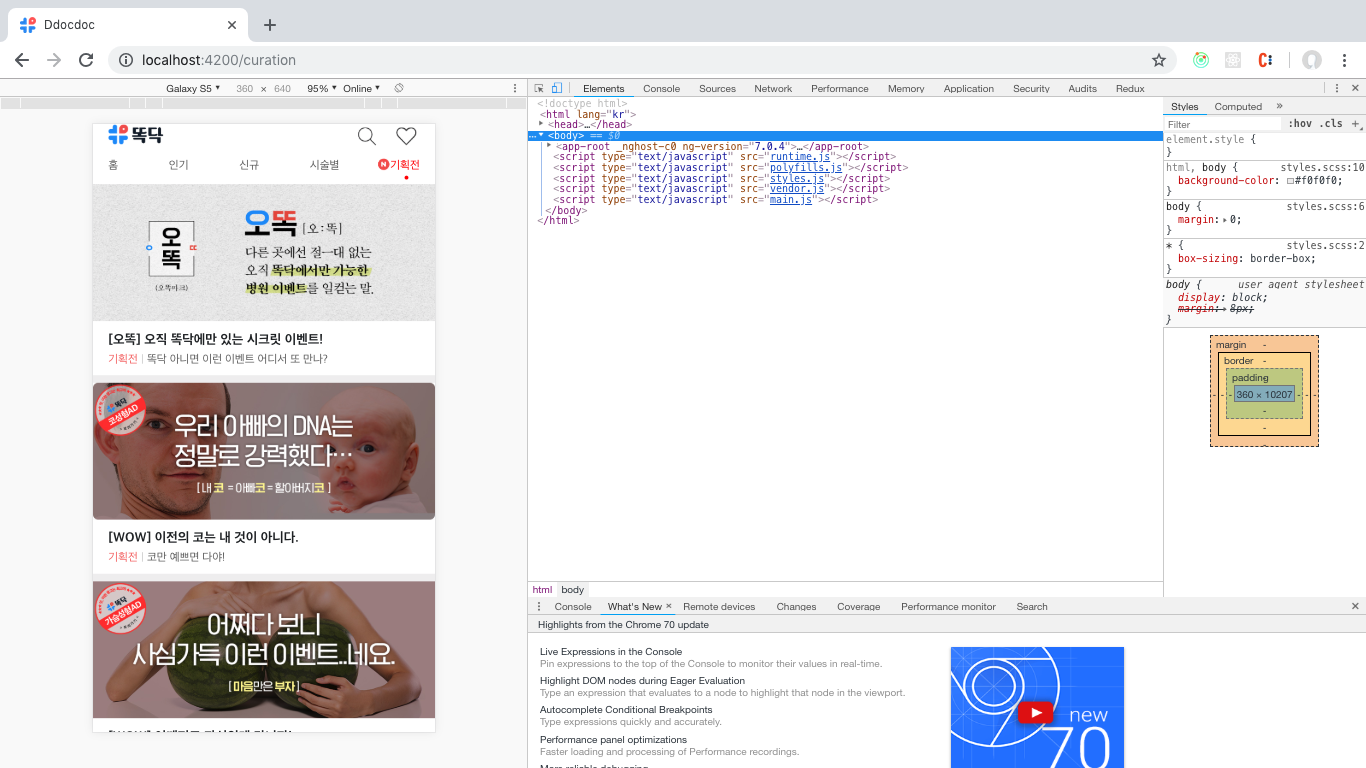 Ddocdoc
localhost:4200/curation
Galaxy S5 360 × 640 95% Online
똑닥
홈 인기 신규 시술별 N 기획전
오똑
(오똑마크)
오똑 [오:똑]
다른 곳에선 절—대 없는
오직 똑닥에서만 가능한
병원 이벤트를 일컫는 말.
[오똑] 오직 똑닥에만 있는 시크릿 이벤트!
기획전 | 똑닥 아니면 이런 이벤트 어디서 또 만나?
똑닥
코성형AD
우리 아빠의 DNA는
정말로 강력했다…
[내 코 = 아빠코 = 할아버지코 ]
[WOW] 이전의 코는 내 것이 아니다.
기획전 | 코만 예쁘면 다야!
똑닥
가슴성형AD
어쩌다 보니
사심가득 이런 이벤트..네요.
[ 마음만은 부자 ]
Elements Console Sources Network Performance Memory Application Security Audits Redux
<!doctype html>
<html lang="kr">
<head>…</head>
<body> == $0
<app-root _nghost-c0 ng-version="7.0.4">…</app-root>
<script type="text/javascript" src="runtime.js"></script>
<script type="text/javascript" src="polyfills.js"></script>
<script type="text/javascript" src="styles.js"></script>
<script type="text/javascript" src="vendor.js"></script>
<script type="text/javascript" src="main.js"></script>
</body>
</html>
html body
Styles Computed »
Filter :hov .cls +
element.style {
}
html, body { styles.scss:10
background-color: #f0f0f0;
}
body { styles.scss:6
margin: 0;
}
* { styles.scss:2
box-sizing: border-box;
}
body { user agent stylesheet
display: block;
margin: 8px;
}
margin -
border -
padding
- - - 360 × 10207 - - -
-
-
-
Console What's New × Remote devices Changes Coverage Performance monitor Search
Highlights from the Chrome 70 update
Live Expressions in the Console
Pin expressions to the top of the Console to monitor their values in real-time.
Highlight DOM nodes during Eager Evaluation
Type an expression that evaluates to a node to highlight that node in the viewport.
Autocomplete Conditional Breakpoints
Type expressions quickly and accurately.
Performance panel optimizations
Faster loading and processing of Performance recordings.
More reliable debugging
new
70